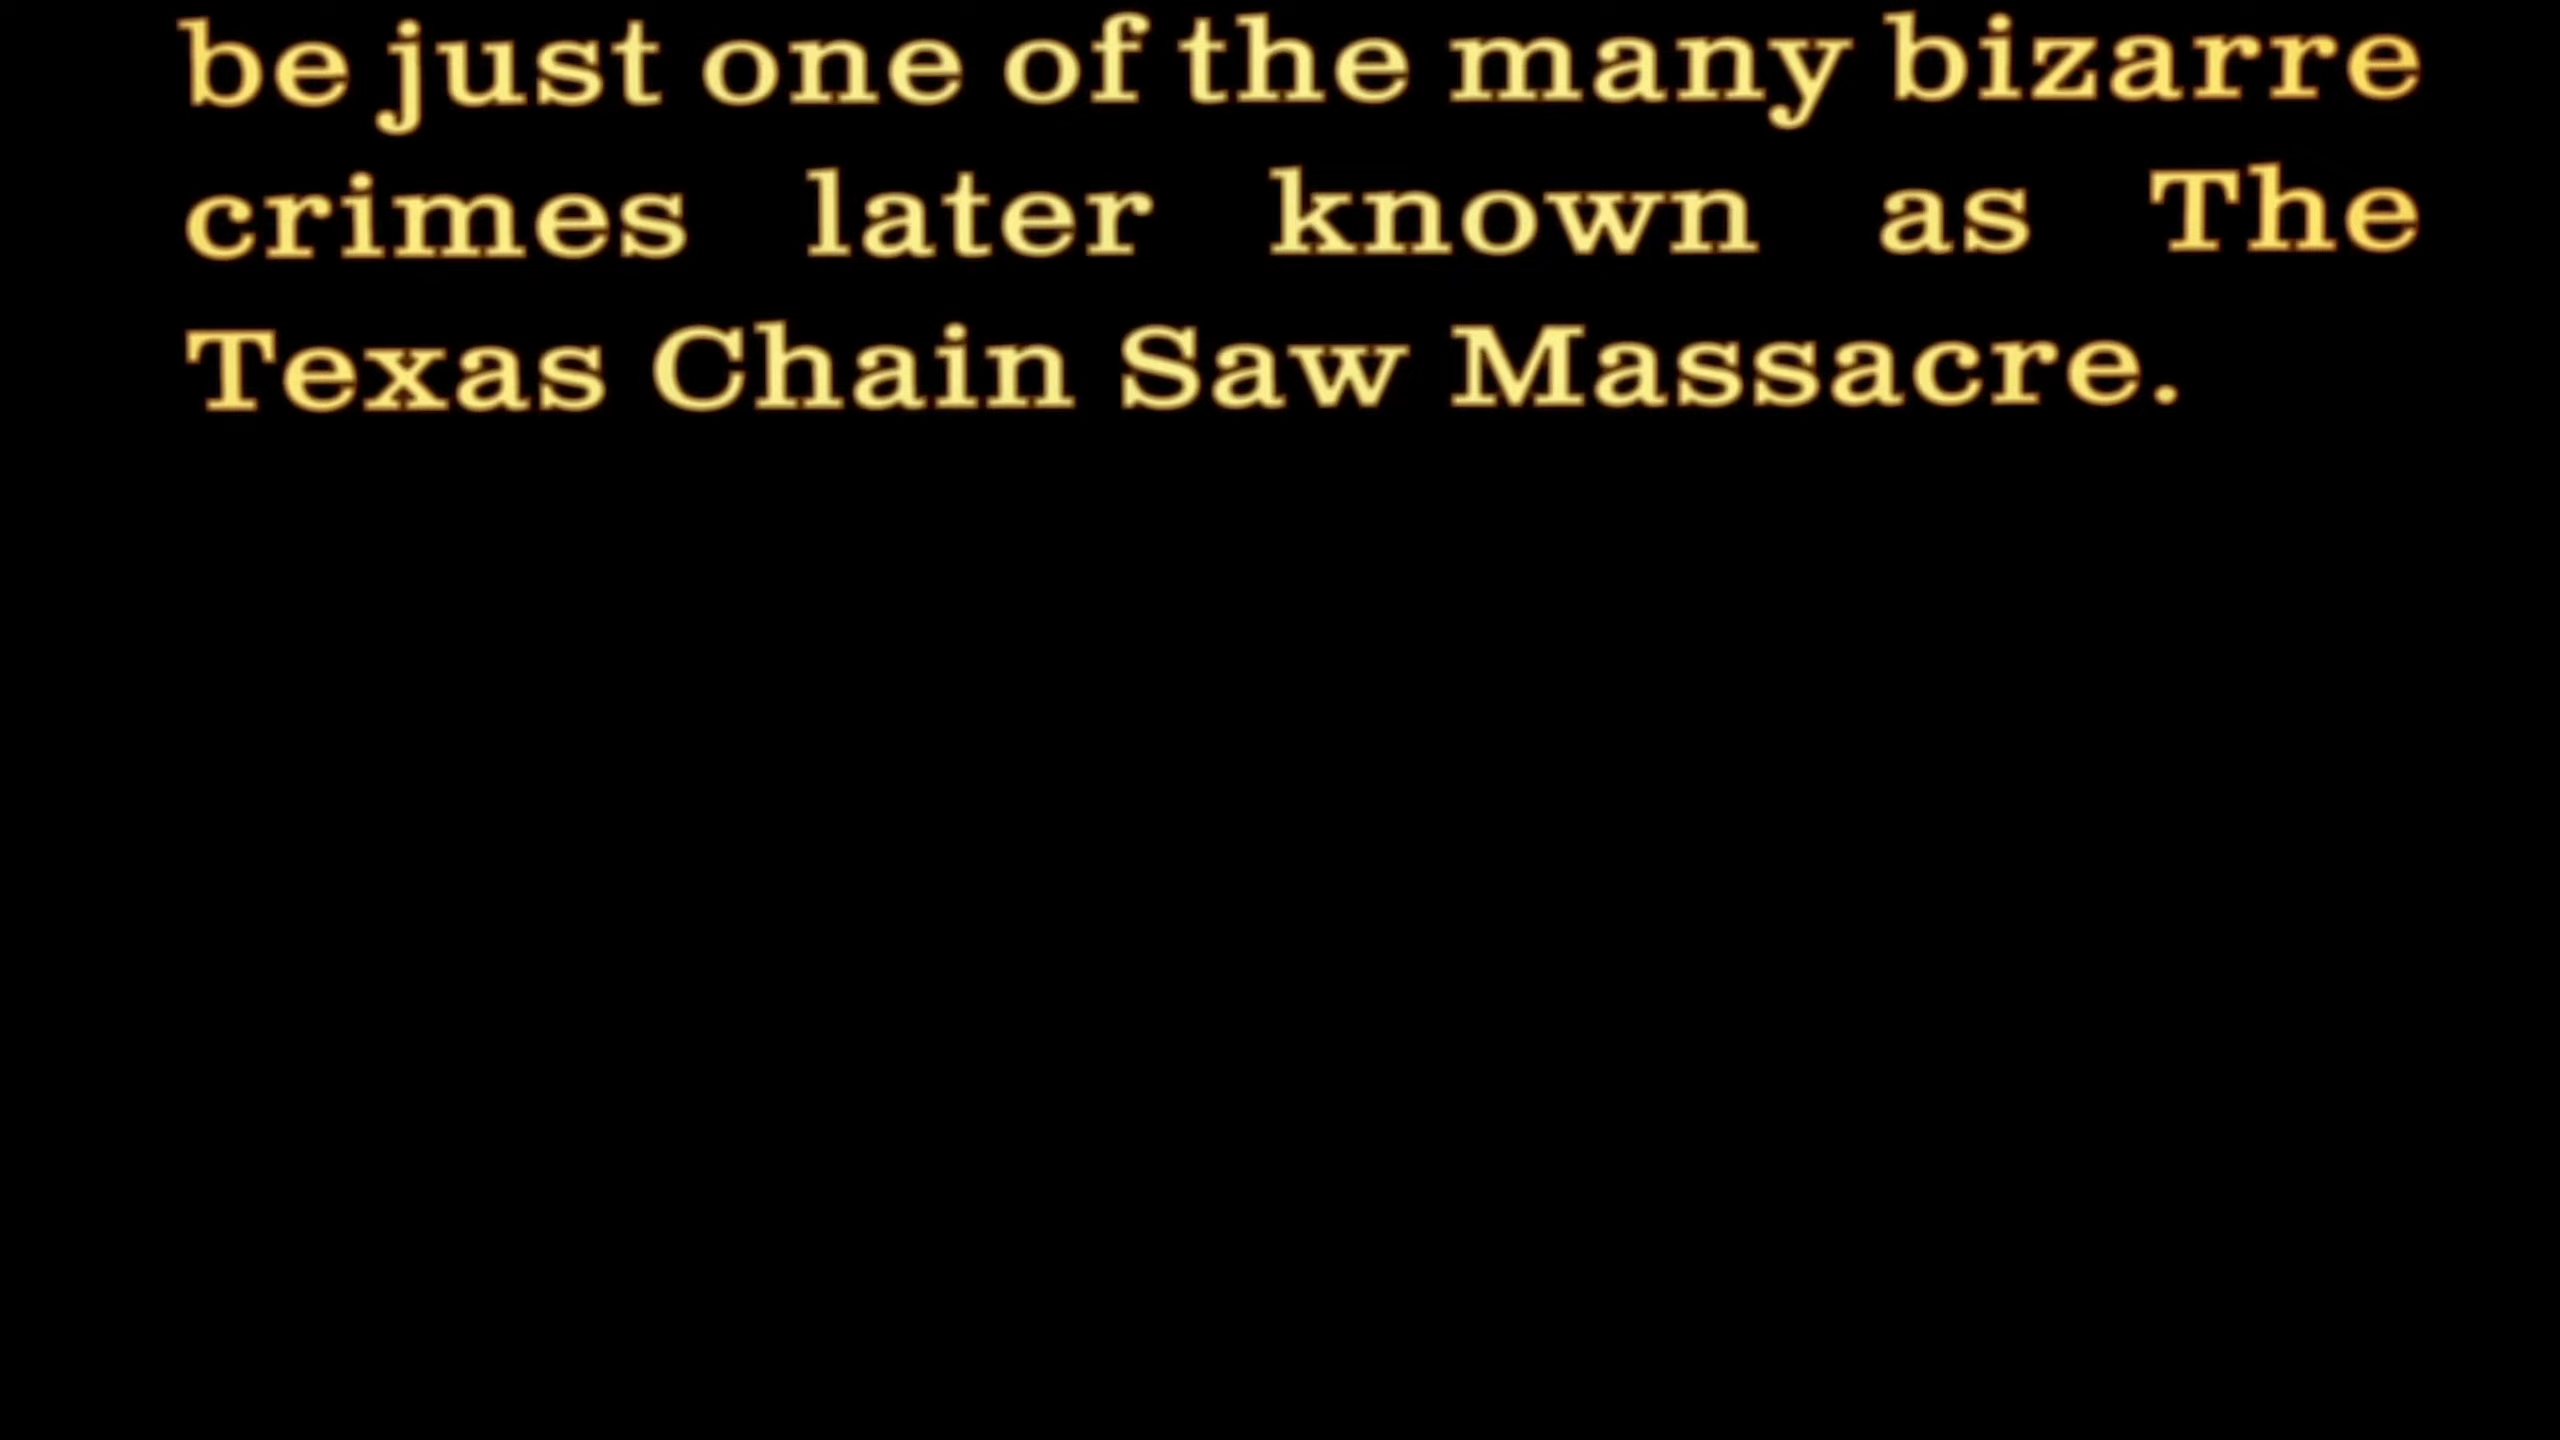 be just one of the many bizarre
crimes later known as The
Texas Chain Saw Massacre.